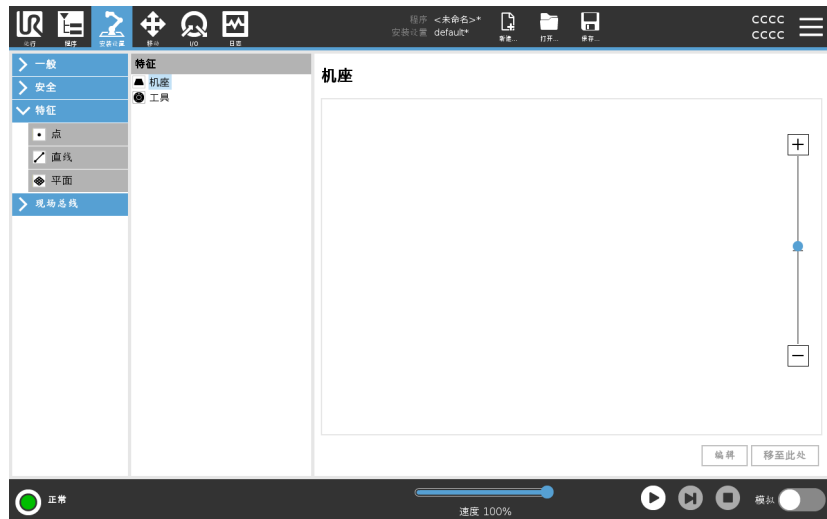 程序 <未命名>*
安装设置 default*
新建...
打开...
保存...
cccc
cccc
UR
运行
程序
安装设置
移动
I/O
日志
一般
安全
特征
点
直线
平面
现场总线
特征
机座
工具
机座
编辑
移至此处
正常
速度 100%
模拟